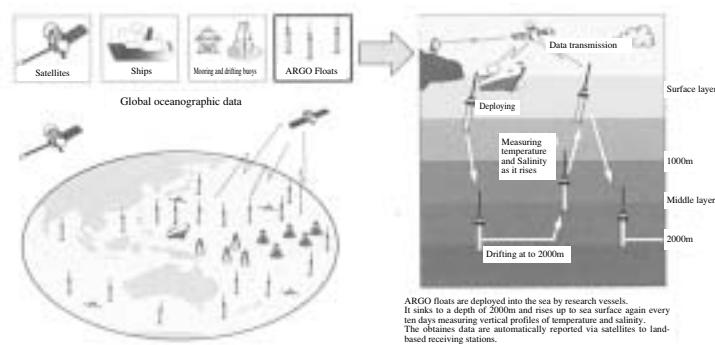 Satellites
Ships
Mooring and drifting buoys
ARGO Floats
Global oceanographic data
Data transmission
Surface layer
Deploying
Measuring
temperature
and Salinity
as it rises
1000m
Middle layer
2000m
Drifting at to 2000m
ARGO floats are deployed into the sea by research vessels.
It sinks to a depth of 2000m and rises up to sea surface again every
ten days measuring vertical profiles of temperature and salinity.
The obtaines data are automatically reported via satellites to land-
based receiving stations.